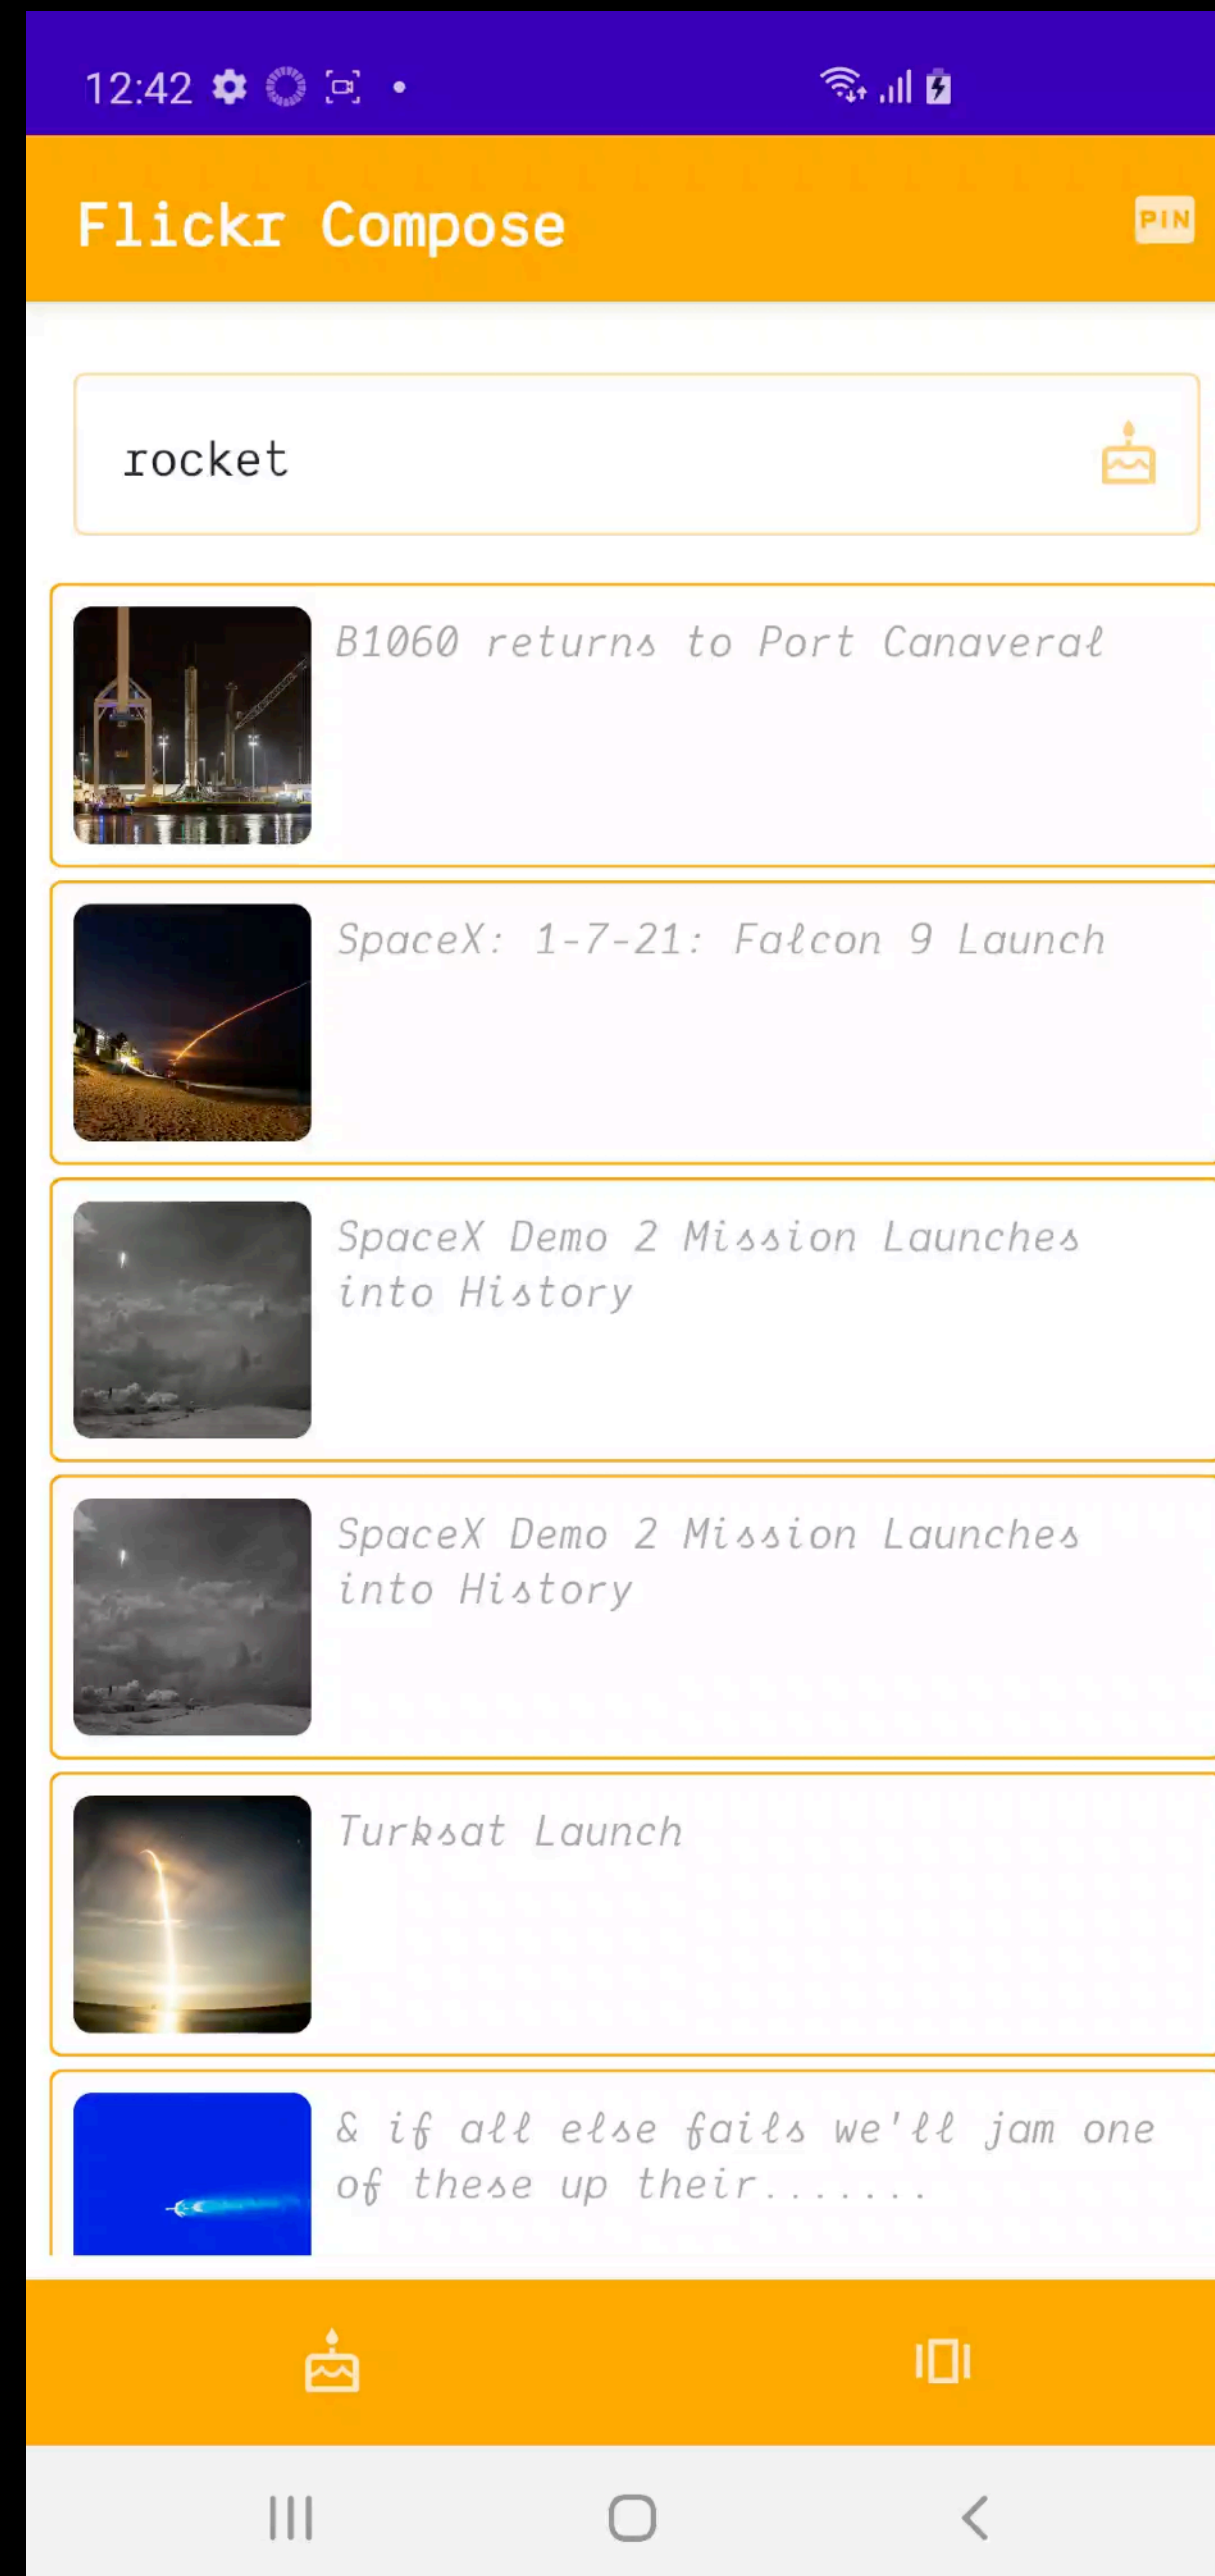 12:42
Flickr Compose
PIN
rocket
B1060 returns to Port Canaveral
SpaceX: 1-7-21: Falcon 9 Launch
SpaceX Demo 2 Mission Launches
into History
SpaceX Demo 2 Mission Launches
into History
Turksat Launch
& if all else fails we'll jam one
of these up their.......